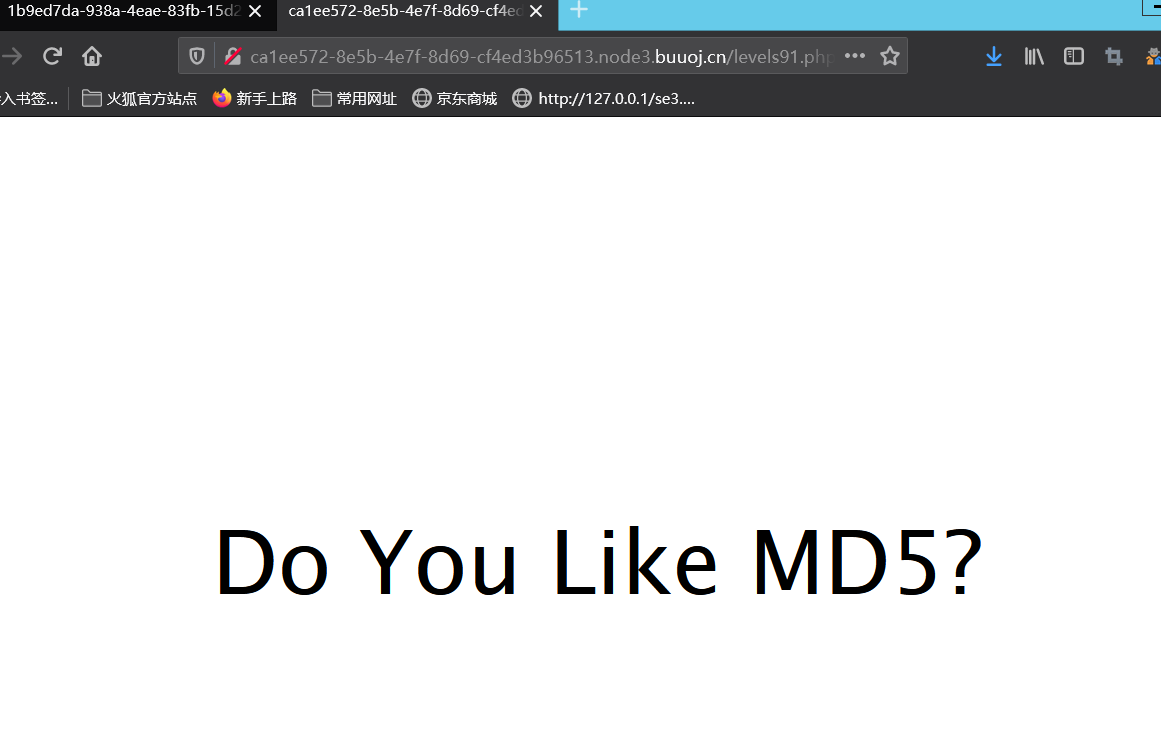 1b9ed7da-938a-4eae-83fb-15d2
ca1ee572-8e5b-4e7f-8d69-cf4ed
ca1ee572-8e5b-4e7f-8d69-cf4ed3b96513.node3.buuoj.cn/levels91.php
入书签... 火狐官方站点 新手上路 常用网址 京东商城 http://127.0.0.1/se3....
Do You Like MD5?